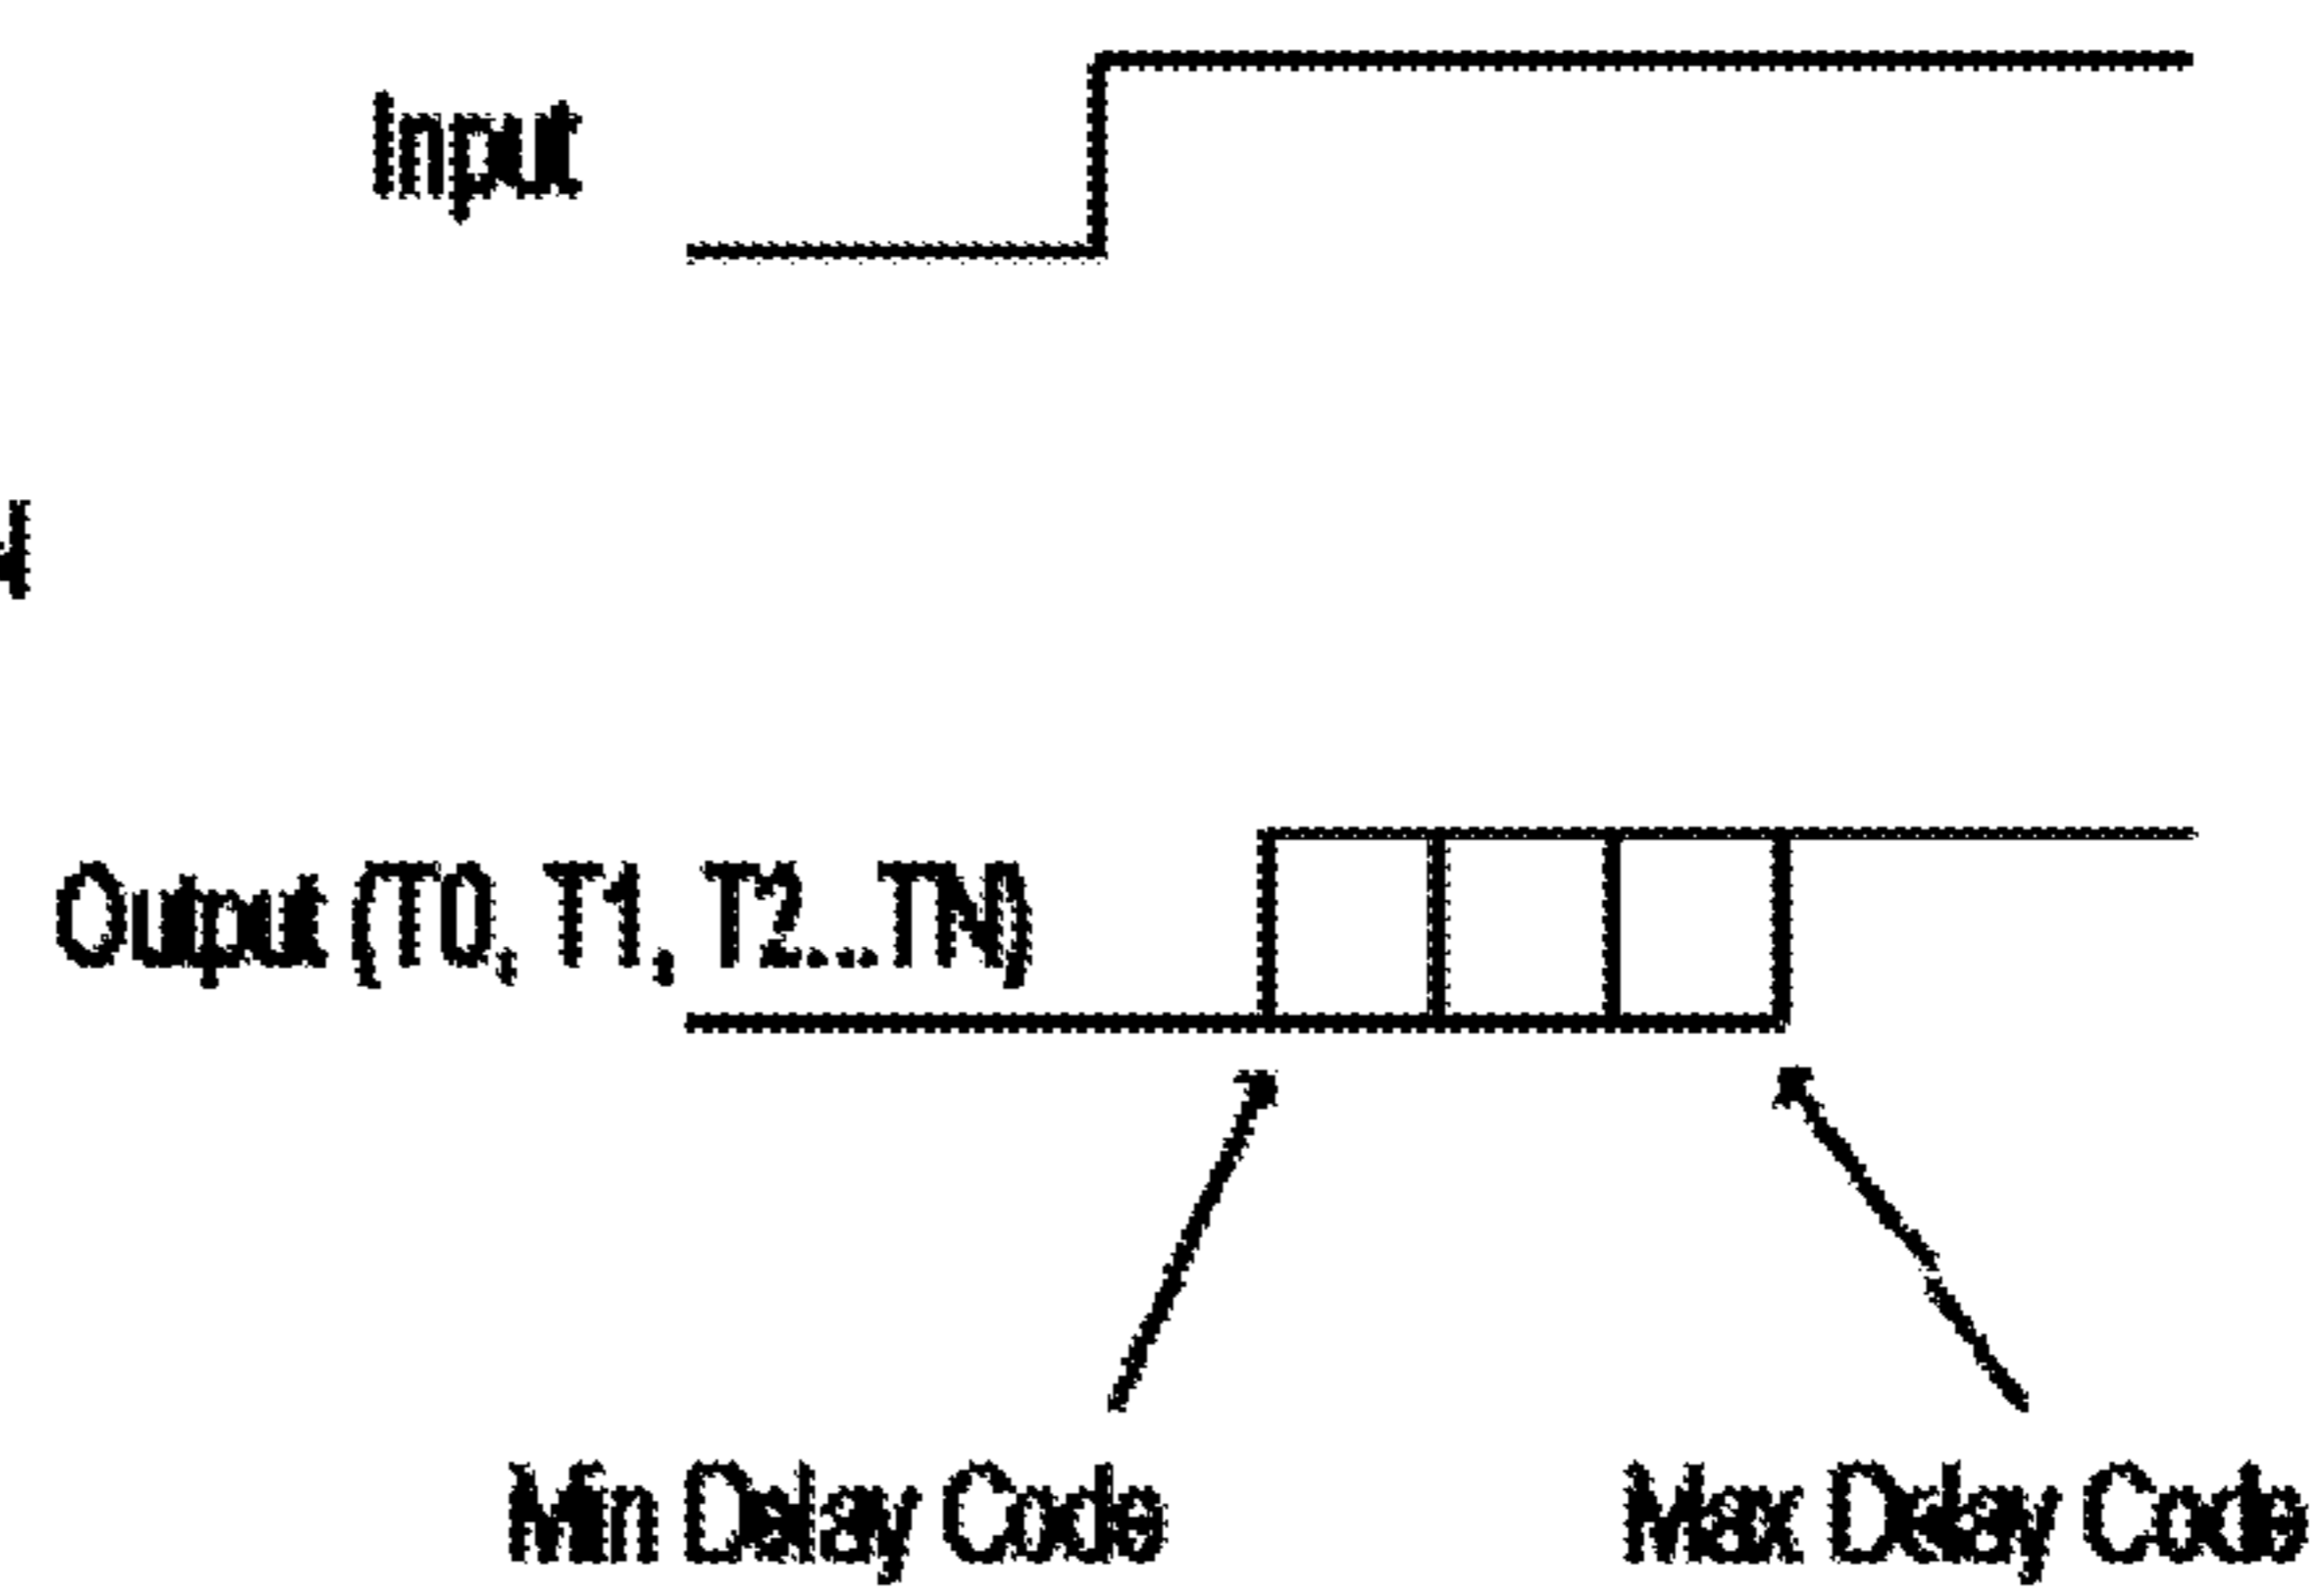 Input
Output (T0, T1, T2...TN)
Min Delay Code
Max Delay Code